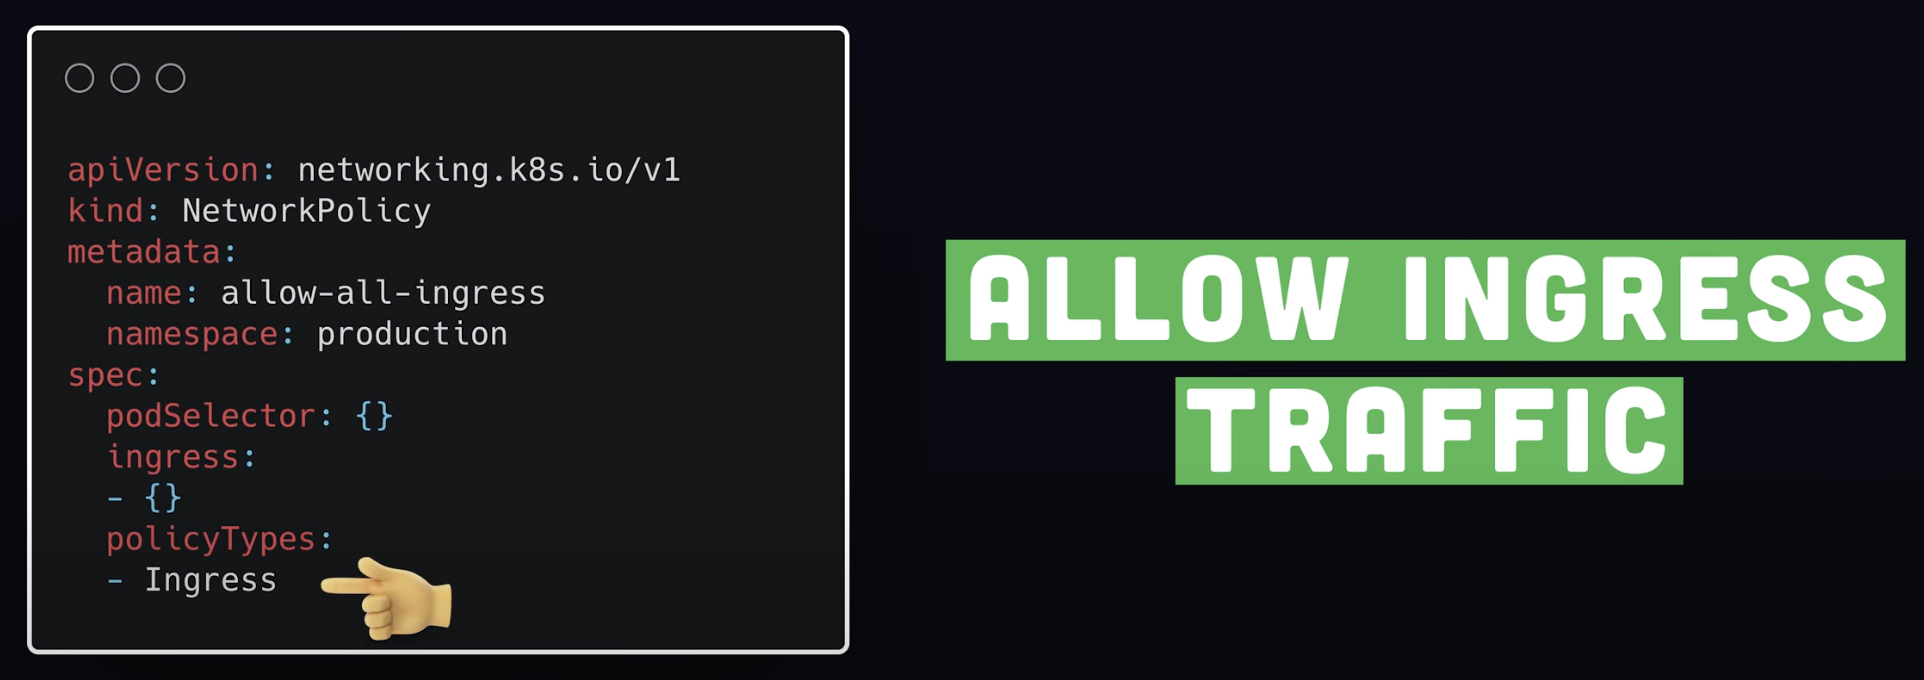 apiVersion: networking.k8s.io/v1
kind: NetworkPolicy
metadata:
  name: allow-all-ingress
  namespace: production
spec:
  podSelector: {}
  ingress:
  - {}
  policyTypes:
  - Ingress
ALLOW INGRESS
TRAFFIC